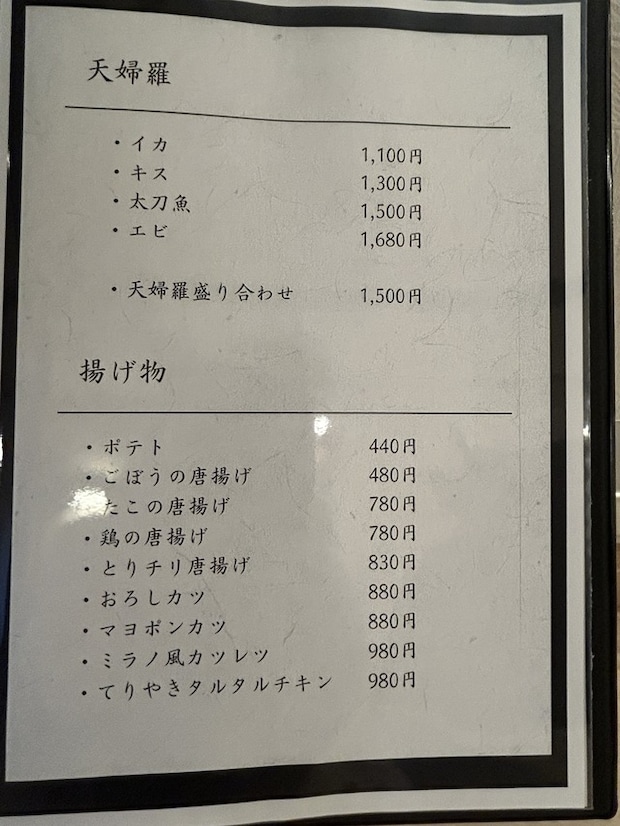 天婦羅
・イカ 1,100円
・キス 1,300円
・太刀魚 1,500円
・エビ 1,680円
・天婦羅盛り合わせ 1,500円
揚げ物
・ポテト 440円
・ごぼうの唐揚げ 480円
たこの唐揚げ 780円
・鶏の唐揚げ 780円
・とりチリ唐揚げ 830円
・おろしカツ 880円
・マヨポンカツ 880円
・ミラノ風カツレツ 980円
・てりやきタルタルチキン 980円